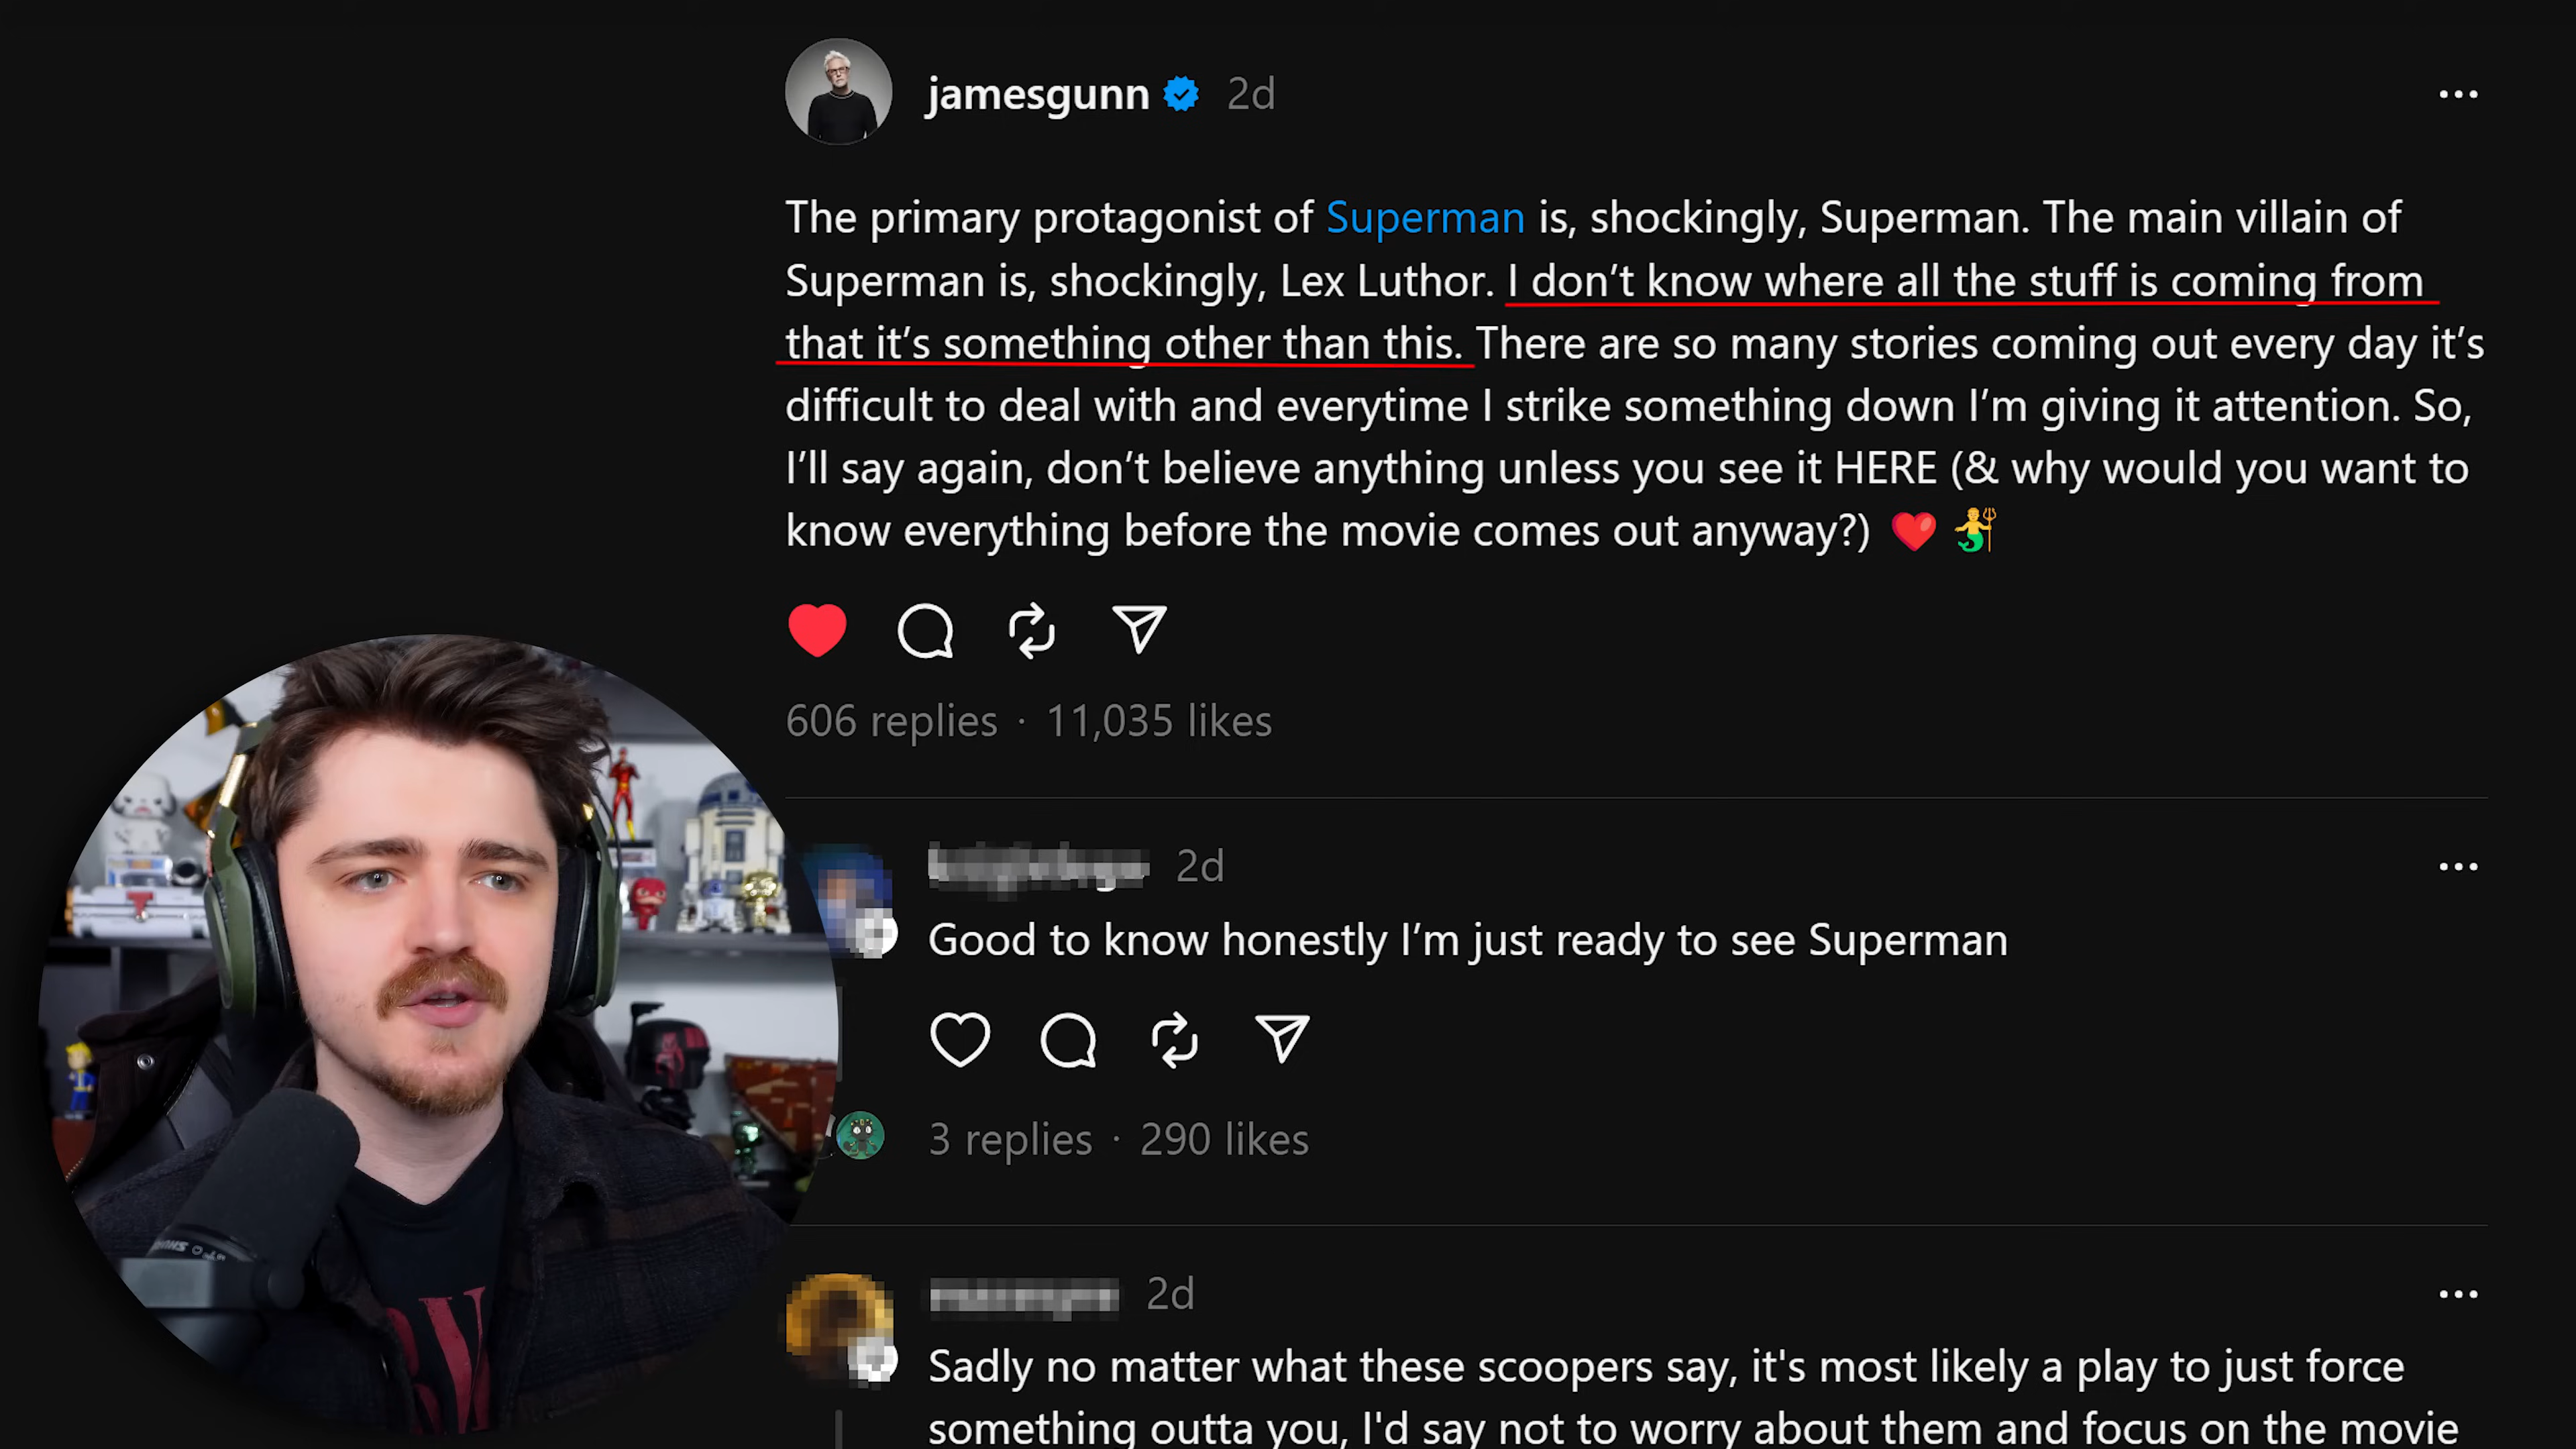 jamesgunn 2d
The primary protagonist of Superman is, shockingly, Superman. The main villain of
Superman is, shockingly, Lex Luthor. I don’t know where all the stuff is coming from
that it’s something other than this. There are so many stories coming out every day it’s
difficult to deal with and everytime I strike something down I’m giving it attention. So,
I’ll say again, don’t believe anything unless you see it HERE (& why would you want to
know everything before the movie comes out anyway?) ❤️ 🧜‍♂️
606 replies · 11,035 likes
2d
Good to know honestly I’m just ready to see Superman
3 replies · 290 likes
2d
Sadly no matter what these scoopers say, it's most likely a play to just force
something outta you, I'd say not to worry about them and focus on the movie